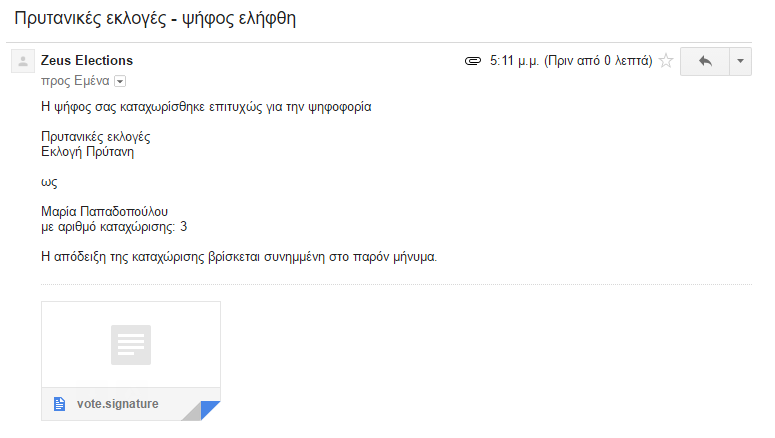 Πρυτανικές εκλογές - ψήφος ελήφθη
Zeus Elections
5:11 μ.μ. (Πριν από 0 λεπτά)
προς Εμένα
Η ψήφος σας καταχωρίσθηκε επιτυχώς για την ψηφοφορία
Πρυτανικές εκλογές
Εκλογή Πρύτανη
ως
Μαρία Παπαδοπούλου
με αριθμό καταχώρισης: 3
Η απόδειξη της καταχώρισης βρίσκεται συνημμένη στο παρόν μήνυμα.
vote.signature